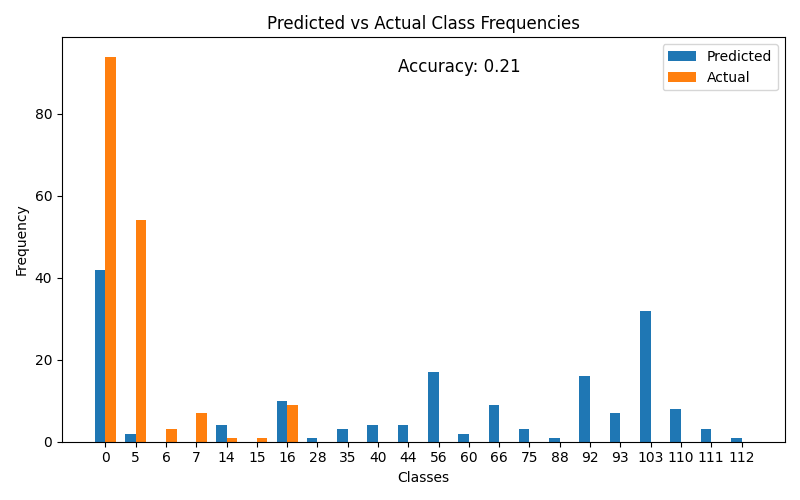 Predicted vs Actual Class Frequencies
Accuracy: 0.21
Predicted
Actual
Frequency
80
60
40
20
0
0 5 6 7 14 15 16 28 35 40 44 56 60 66 75 88 92 93 103 110 111 112
Classes